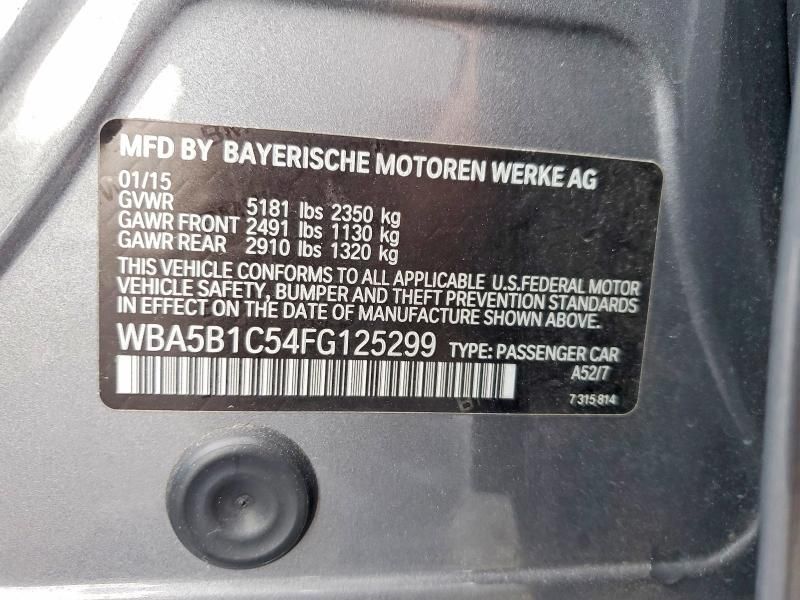 MFD BY BAYERISCHE MOTOREN WERKE AG
01/15
GVWR 5181 lbs 2350 kg
GAWR FRONT 2491 lbs 1130 kg
GAWR REAR 2910 lbs 1320 kg
THIS VEHICLE CONFORMS TO ALL APPLICABLE U.S.FEDERAL MOTOR
VEHICLE SAFETY, BUMPER AND THEFT PREVENTION STANDARDS
IN EFFECT ON THE DATE OF MANUFACTURE SHOWN ABOVE.
WBA5B1C54FG125299 TYPE: PASSENGER CAR
A52/7
7 315 814